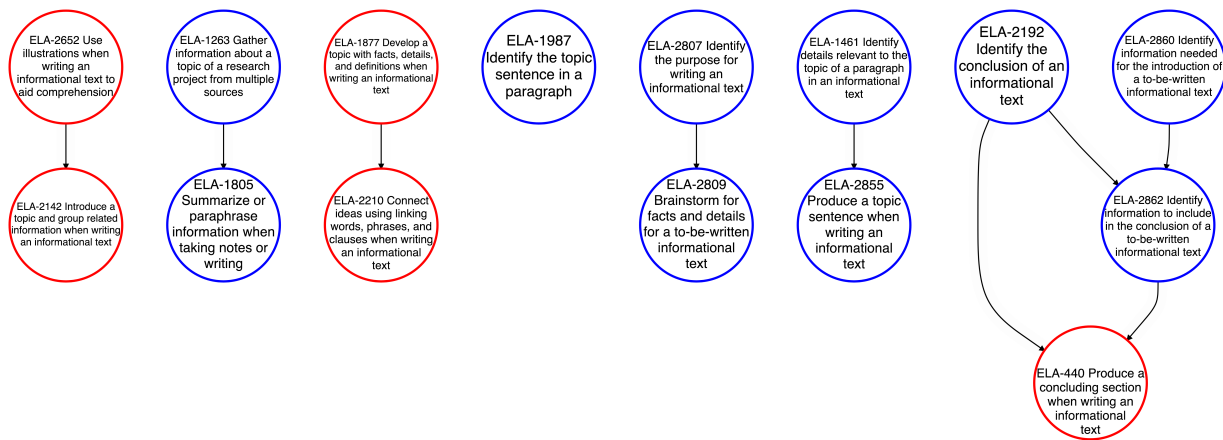 ELA-2652 Use
illustrations when
writing an
informational text to
aid comprehension
ELA-1263 Gather
information about a
topic of a research
project from multiple
sources
ELA-1877 Develop a
topic with facts, details,
and definitions when
writing an informational
text
ELA-1987
Identify the topic
sentence in a
paragraph
ELA-2807 Identify
the purpose for
writing an
informational text
ELA-1461 Identify
details relevant to the
topic of a paragraph
in an informational
text
ELA-2192
Identify the
conclusion of an
informational
text
ELA-2860 Identify
information needed
for the introduction of
a to-be-written
informational text
ELA-2142 Introduce a
topic and group related
information when writing
an informational text
ELA-1805
Summarize or
paraphrase
information when
taking notes or
writing
ELA-2210 Connect
ideas using linking
words, phrases, and
clauses when writing
an informational
text
ELA-2809
Brainstorm for
facts and details
for a to-be-written
informational
text
ELA-2855
Produce a topic
sentence when
writing an
informational
text
ELA-2862 Identify
information to include
in the conclusion of a
to-be-written
informational text
ELA-440 Produce a
concluding section
when writing an
informational
text